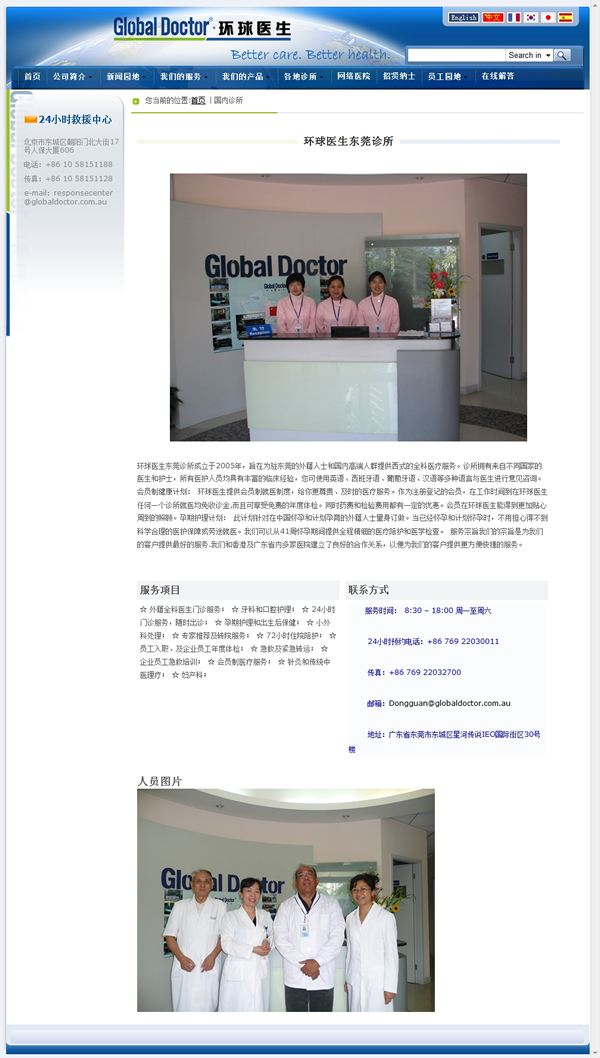 Global Doctor® · 环球医生
Better care. Better health.
English 中文
Search in
首页 公司简介 新闻园地 我们的服务 我们的产品 各地诊所 网络医院 招贤纳士 员工园地 在线解答
24小时救援中心
北京市东城区朝阳门北大街17
号人保大厦606
电话：+86 10 58151188
传真：+86 10 58151128
e-mail：responsecenter
@globaldoctor.com.au
您当前的位置:首页 | 国内诊所
环球医生东莞诊所
Global Doctor
Reception
环球医生东莞诊所成立于2005年，旨在为驻东莞的外籍人士和国内高端人群提供西式的全科医疗服务。诊所拥有来自不同国家的
医生和护士，所有医护人员均具有丰富的临床经验，您可使用英语、西班牙语、葡萄牙语、汉语等多种语言与医生进行意见咨询。
会员制健康计划： 环球医生提供会员制就医制度，给你更尊贵、及时的医疗服务。作为注册登记的会员，在工作时间到在环球医生
任何一个诊所就医均免收诊金,而且可享受免费的年度体检。同时药费和检验费用都有一定的优惠。会员在环球医生能得到更加贴心
周到的照顾。孕期护理计划： 此计划针对在中国怀孕和计划孕育的外籍人士量身订做。当已经怀孕和计划怀孕时，不用担心得不到
科学合理的医护保障或劳途就医。我们可以从41周怀孕期间提供全程精细的医疗陪护和医学检查。 服务宗旨我们的宗旨是为我们
的客户提供最好的服务.我们和香港及广东省内多家医院建立了良好的合作关系，以便为我们的客户提供更方便快捷的服务。
服务项目
☆ 外籍全科医生门诊服务； ☆ 牙科和口腔护理； ☆ 24小时
门诊服务，随时出诊； ☆ 孕期护理和出生后保健； ☆ 小外
科处理； ☆ 专家推荐及转院服务； ☆ 72小时住院陪护； ☆
员工入职、及企业员工年度体检； ☆ 急救及紧急转运； ☆
企业员工急救培训； ☆ 会员制医疗服务； ☆ 针灸和传统中
医理疗； ☆ 妇产科；
联系方式
服务时间： 8:30 – 18:00 周一至周六
24小时预约电话：+86 769 22030011
传真：+86 769 22032700
邮箱：Dongguan@globaldoctor.com.au
地址：广东省东莞市东城区星河传说IEO国际街区30号
楼
人员图片
Global Doctor